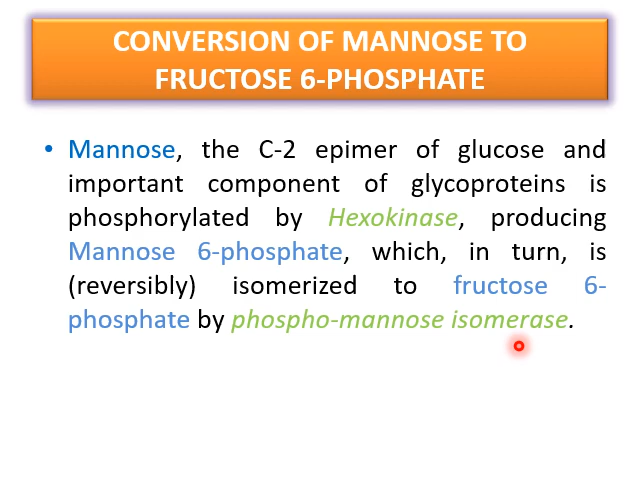 CONVERSION OF MANNOSE TO
FRUCTOSE 6-PHOSPHATE
• Mannose, the C-2 epimer of glucose and
important component of glycoproteins is
phosphorylated by Hexokinase, producing
Mannose 6-phosphate, which, in turn, is
(reversibly) isomerized to fructose 6-
phosphate by phospho-mannose isomerase.